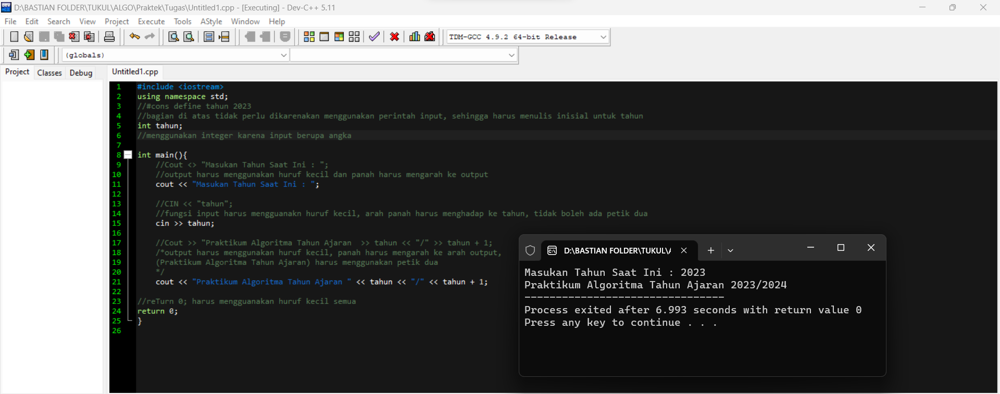 D:\BASTIAN FOLDER\TUKUL\ALGO\Praktek\Tugas\Untitled1.cpp - [Executing] - Dev-C++ 5.11
File Edit Search View Project Execute Tools AStyle Window Help
TDM-GCC 4.9.2 64-bit Release
(globals)
Project Classes Debug
Untitled1.cpp
1 #include <iostream>
2 using namespace std;
3 //#cons define tahun 2023
4 //bagian di atas tidak perlu dikarenakan menggunakan perintah input, sehingga harus menulis inisial untuk tahun
5 int tahun;
6 //menggunakan integer karena input berupa angka
7
8 int main(){
9 //Cout <> "Masukan Tahun Saat Ini : ";
10 //output harus menggunakan huruf kecil dan panah harus mengarah ke output
11 cout << "Masukan Tahun Saat Ini : ";
12
13 //CIN << "tahun";
14 //fungsi input harus mengguanakn huruf kecil, arah panah harus menghadap ke tahun, tidak boleh ada petik dua
15 cin >> tahun;
16
17 //Cout >> "Praktikum Algoritma Tahun Ajaran  >> tahun << "/" >> tahun + 1;
18 /*output harus menggunakan huruf kecil, panah harus mengarah ke arah output,
19 (Praktikum Algoritma Tahun Ajaran) harus menggunakan petik dua
20 */
21 cout << "Praktikum Algoritma Tahun Ajaran " << tahun << "/" << tahun + 1;
22
23 //reTurn 0; harus mengguanakan huruf kecil semua
24 return 0;
25 }
26
D:\BASTIAN FOLDER\TUKUL\A
Masukan Tahun Saat Ini : 2023
Praktikum Algoritma Tahun Ajaran 2023/2024
--------------------------------
Process exited after 6.993 seconds with return value 0
Press any key to continue . . .